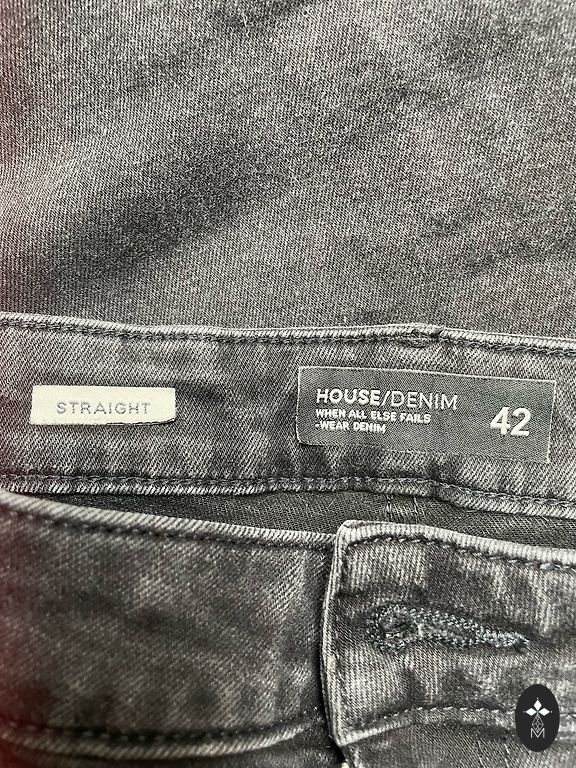 STRAIGHT
HOUSE/DENIM
WHEN ALL ELSE FAILS
-WEAR DENIM
42
M